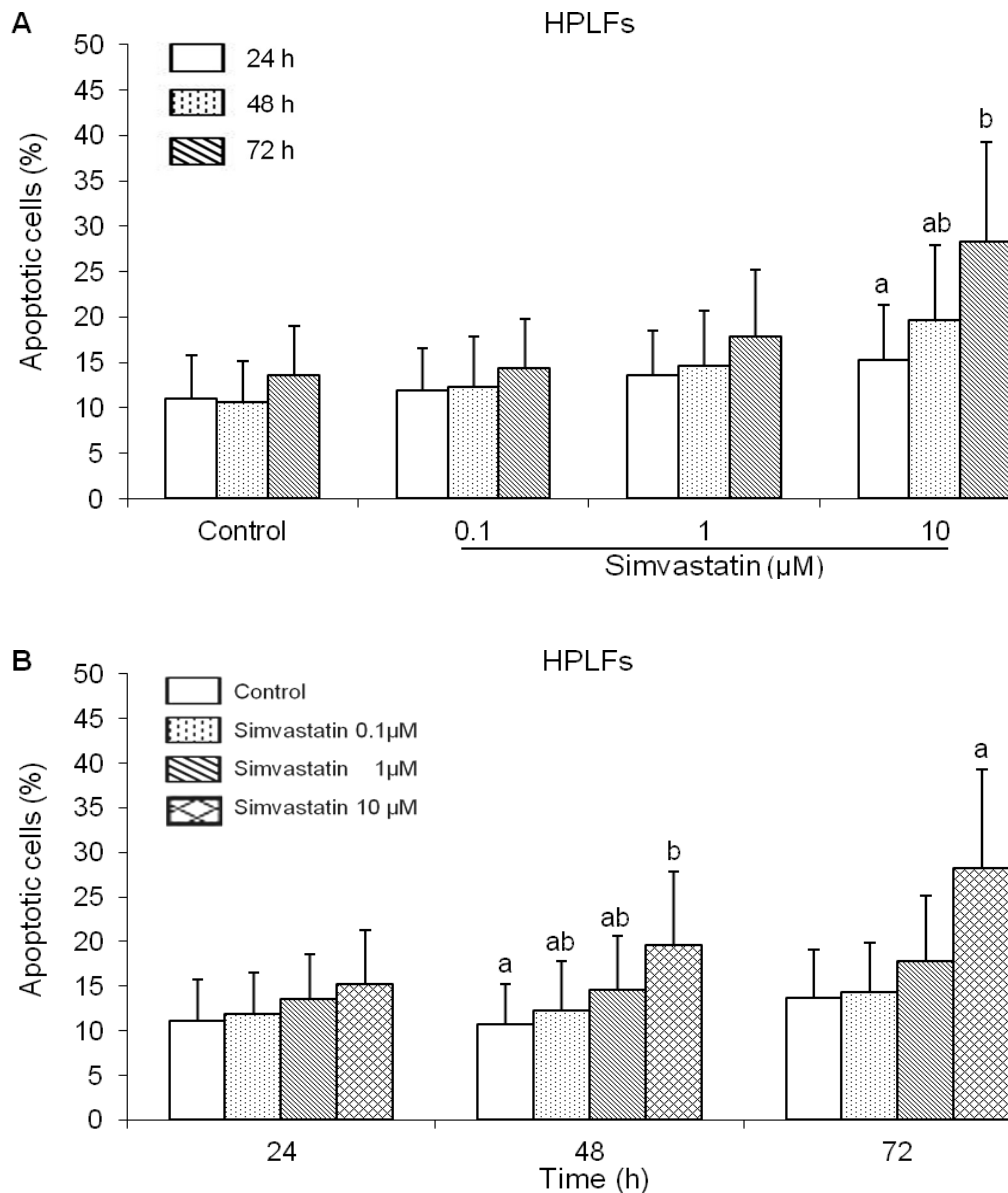 A
HPLFs
50
45
40
35
30
25
20
15
10
5
0
Apoptotic cells (%)
24 h
48 h
72 h
a
ab
b
Control
0.1
1
10
Simvastatin (µM)
B
HPLFs
50
45
40
35
30
25
20
15
10
5
0
Apoptotic cells (%)
Control
Simvastatin 0.1µM
Simvastatin 1µM
Simvastatin 10 µM
a
ab
ab
b
a
24
48
72
Time (h)